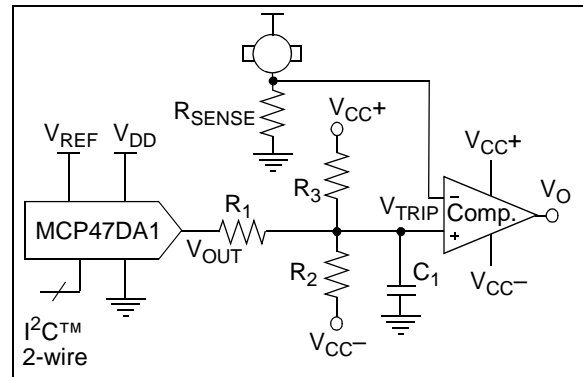 R_SENSE
V_CC+
V_REF
V_DD
V_CC+
R_3
V_O
R_1
V_TRIP
−
Comp.
MCP47DA1
+
V_OUT
R_2
C_1
V_CC−
V_CC−
I²C™
2-wire